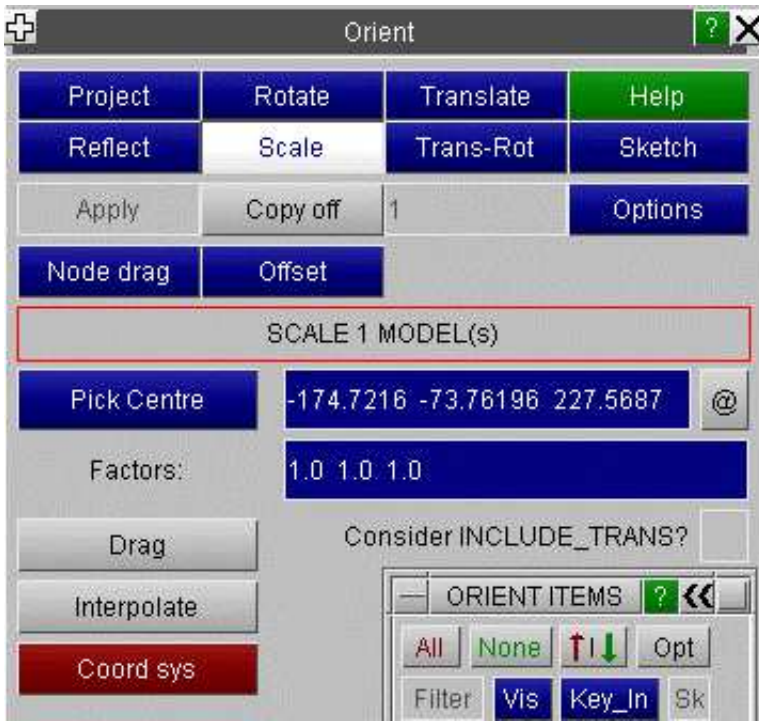 Orient ? X
Project Rotate Translate Help
Reflect Scale Trans-Rot Sketch
Apply Copy off 1 Options
Node drag Offset
SCALE 1 MODEL(s)
Pick Centre -174.7216 -73.76196 227.5687 @
Factors: 1.0 1.0 1.0
Drag Consider INCLUDE_TRANS?
Interpolate ORIENT ITEMS ?
All None Opt
Coord sys
Filter Vis Key_In Sk